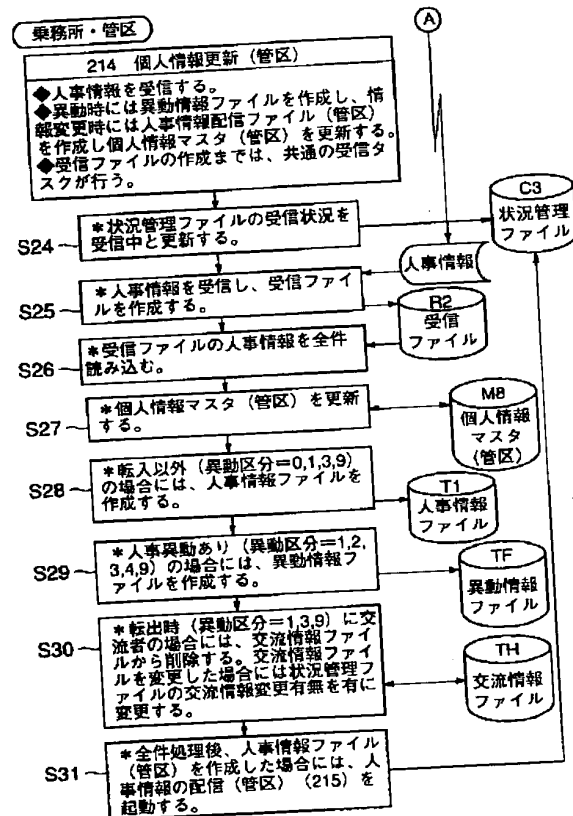 乗務所・管区
A
214 個人情報更新(管区)
◆人事情報を受信する。
◆異動時には異動情報ファイルを作成し、情
報変更時には人事情報配信ファイル(管区)
を作成し個人情報マスタ(管区)を更新する。
◆受信ファイルの作成までは、共通の受信タ
スクが行う。
C3
状況管理
ファイル
S24
*状況管理ファイルの受信状況を
受信中と更新する。
人事情報
S25
*人事情報を受信し、受信ファイ
ルを作成する。
R2
受信
ファイル
S26
*受信ファイルの人事情報を全件
読み込む。
M8
個人情報
マスタ
(管区)
S27
*個人情報マスタ(管区)を更新
する。
S28
*転入以外(異動区分=0,1,3,9)
の場合には、人事情報ファイルを
作成する。
T1
人事情報
ファイル
S29
*人事異動あり(異動区分=1,2,
3,4,9)の場合には、異動情報フ
ァイルを作成する。
TF
異動情報
ファイル
S30
*転出時(異動区分=1,3,9)に交
流者の場合には、交流情報ファイ
ルから削除する。交流情報ファイ
ルを変更した場合には状況管理フ
ァイルの交流情報変更有無を有に
変更する。
TH
交流情報
ファイル
S31
*全件処理後、人事情報ファイル
(管区)を作成した場合には、人
事情報の配信(管区)(215)を
起動する。